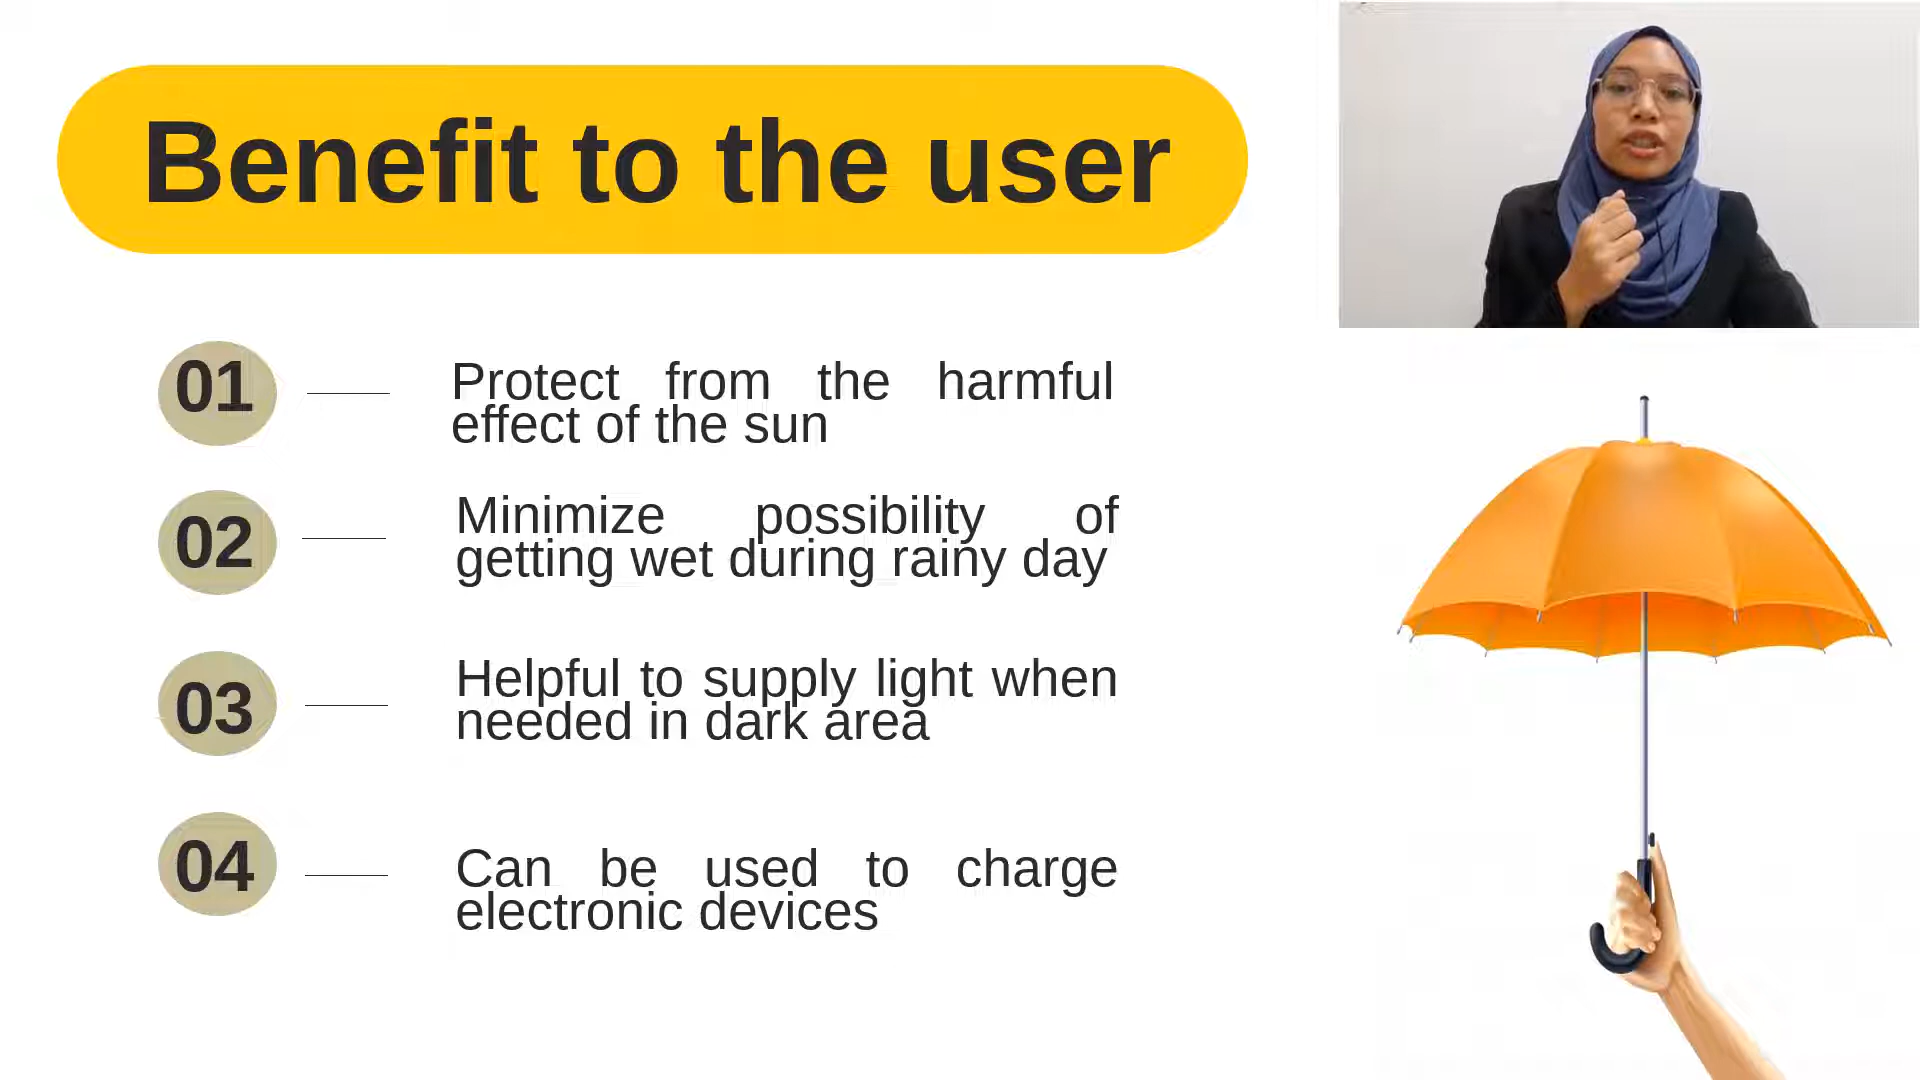 Benefit to the user
01
Protect from the harmful
effect of the sun
02
Minimize possibility of
getting wet during rainy day
03
Helpful to supply light when
needed in dark area
04
Can be used to charge
electronic devices